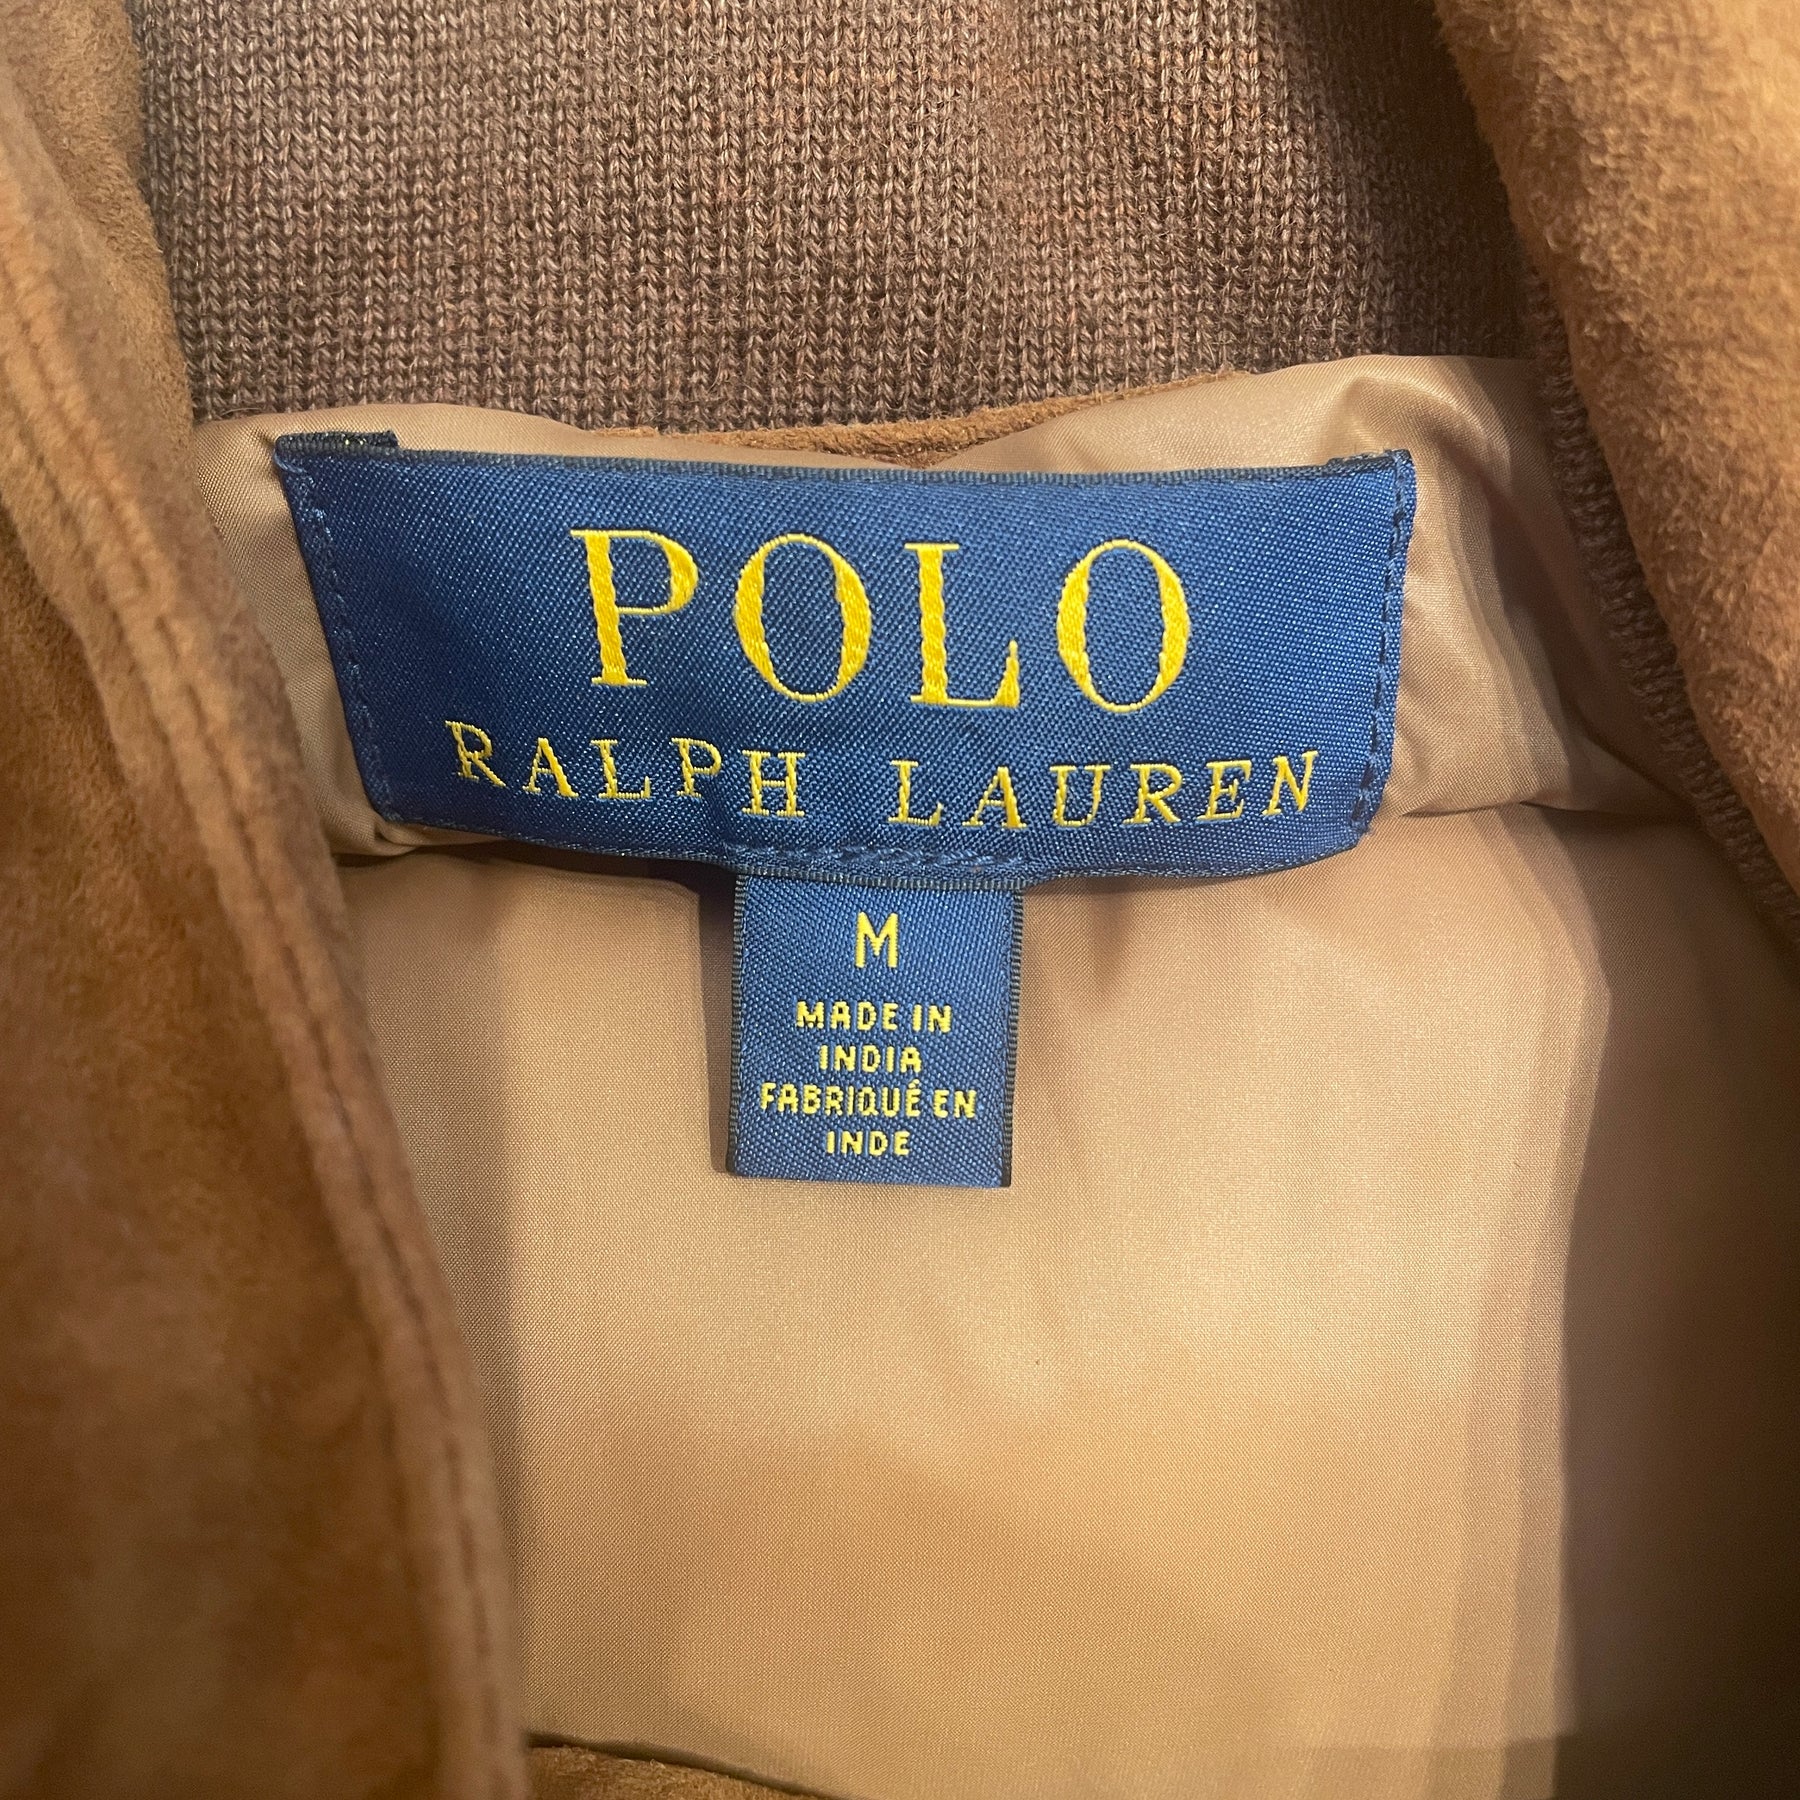 POLO
RALPH LAUREN
M
MADE IN
INDIA
FABRIQUÉ EN
INDE